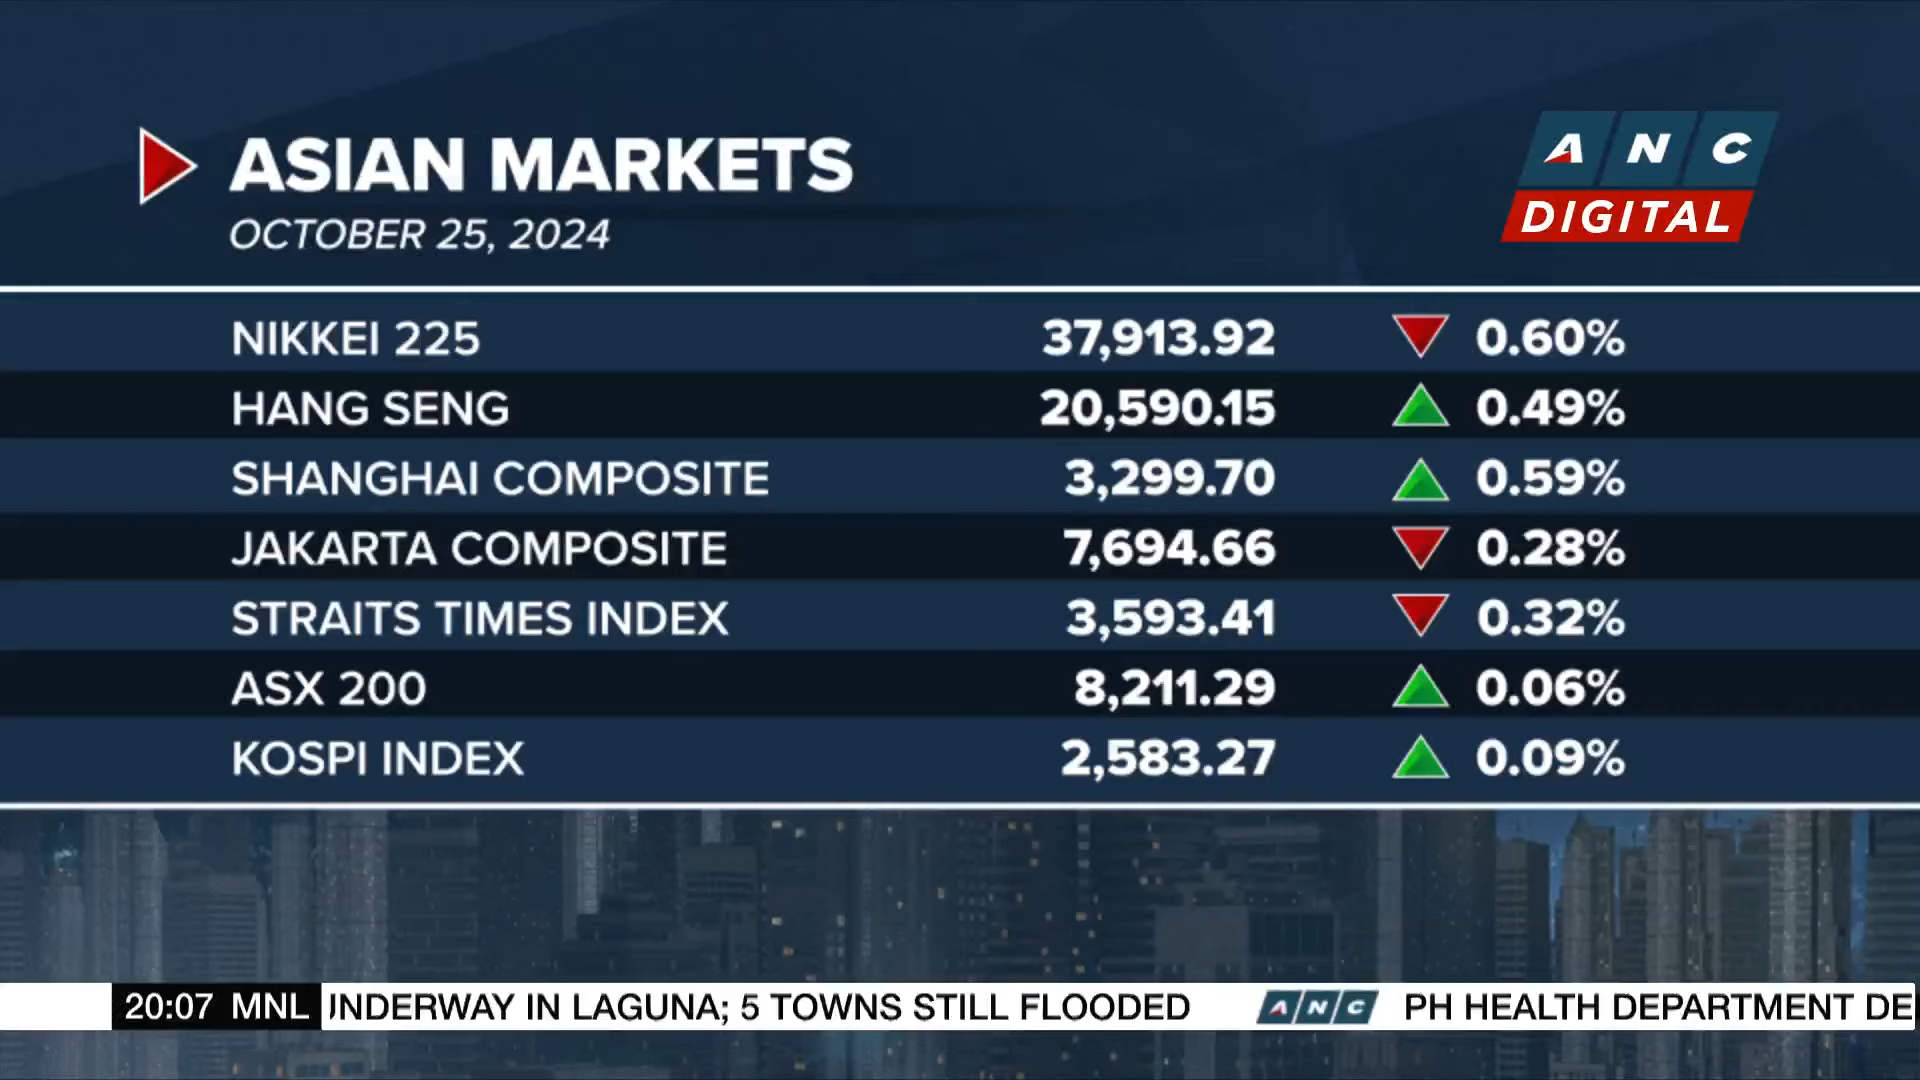 ASIAN MARKETS
OCTOBER 25, 2024
ANC
DIGITAL
NIKKEI 225 37,913.92 0.60%
HANG SENG 20,590.15 0.49%
SHANGHAI COMPOSITE 3,299.70 0.59%
JAKARTA COMPOSITE 7,694.66 0.28%
STRAITS TIMES INDEX 3,593.41 0.32%
ASX 200 8,211.29 0.06%
KOSPI INDEX 2,583.27 0.09%
20:07 MNL UNDERWAY IN LAGUNA; 5 TOWNS STILL FLOODED ANC PH HEALTH DEPARTMENT DE